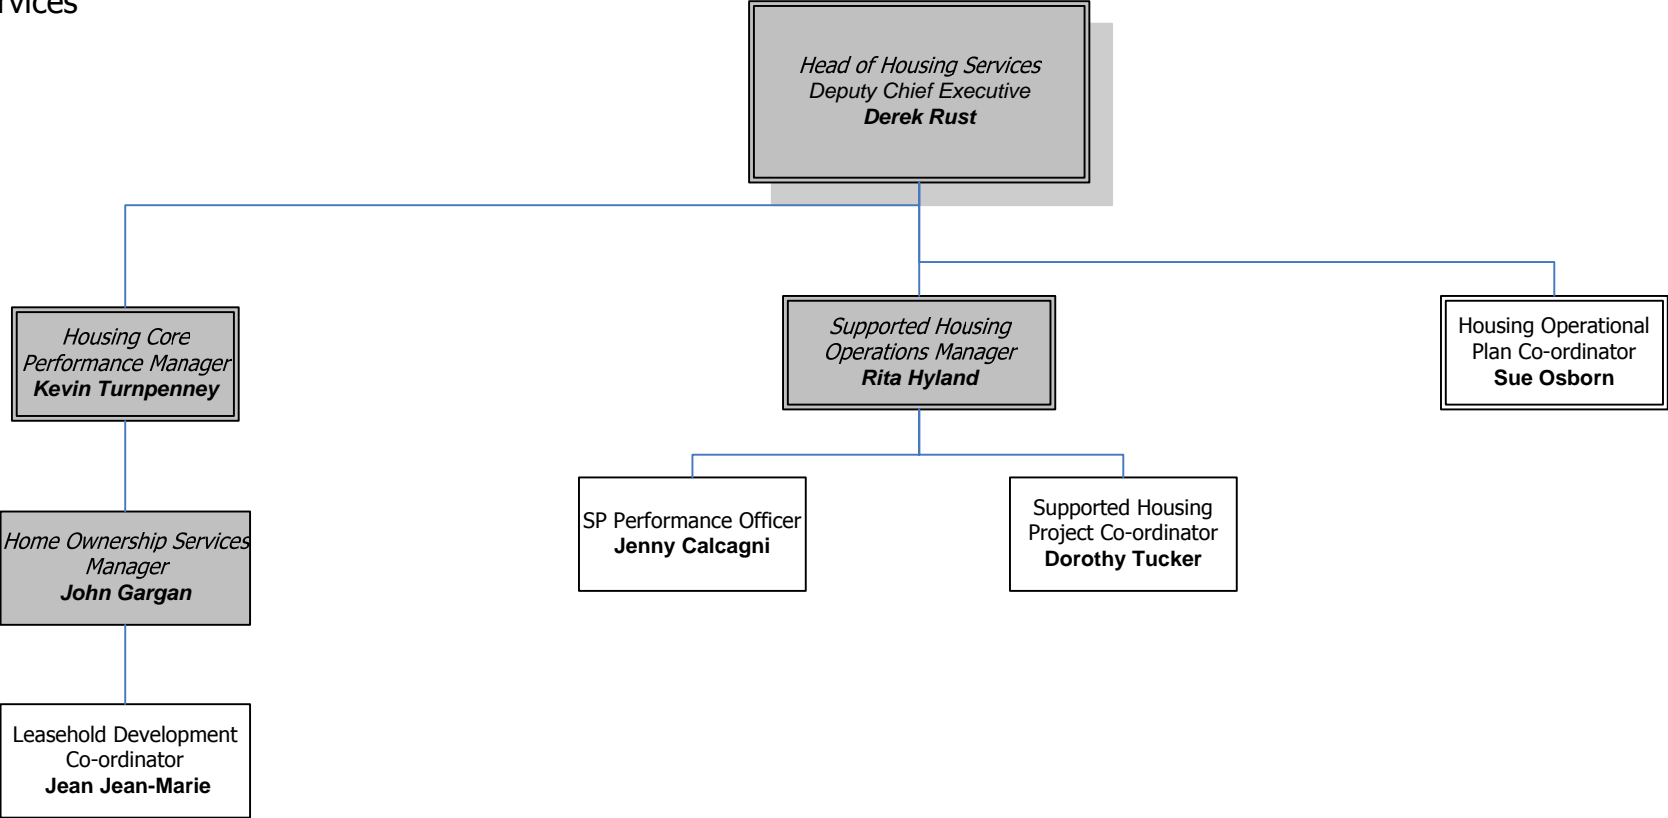 Head of Housing Services
Deputy Chief Executive
Derek Rust
Housing Core
Performance Manager
Kevin Turnpenney
Supported Housing
Operations Manager
Rita Hyland
Housing Operational
Plan Co-ordinator
Sue Osborn
SP Performance Officer
Jenny Calcagni
Supported Housing
Project Co-ordinator
Dorothy Tucker
Home Ownership Services
Manager
John Gargan
Leasehold Development
Co-ordinator
Jean Jean-Marie